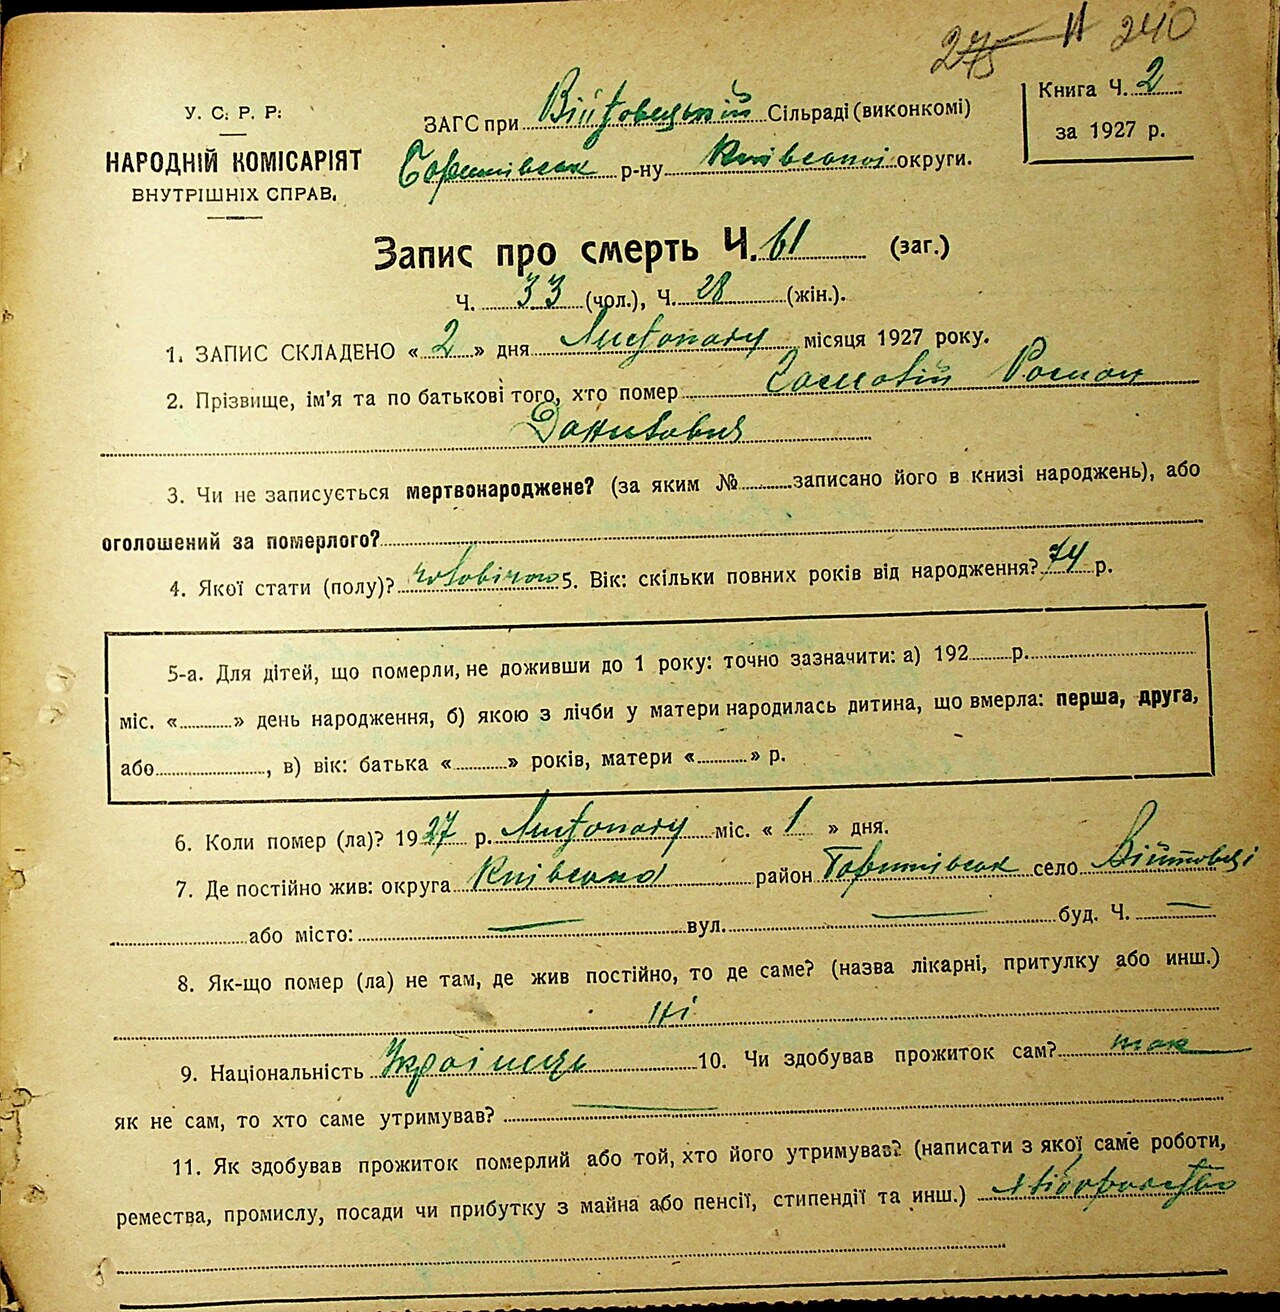 275 240
У. С. Р. Р.
НАРОДНІЙ КОМІСАРІЯТ
ВНУТРІШНІХ СПРАВ.
ЗАГС при Війтовецькій Сільраді (виконкомі)
р-ну Київської округи.
Книга Ч. 2
за 1927 р.
Запис про смерть Ч. 61 (заг.)
Ч. 33 (чол.), Ч. 28 (жін.).
1. ЗАПИС СКЛАДЕНО « 2 » дня Листопаду місяця 1927 року.
2. Прізвище, ім'я та по батькові того, хто помер Роман
Данилович
3. Чи не записується мертвонароджене? (за яким № записано його в книзі народжень), або
оголошений за померлого?
4. Якої стати (полу)? 5. Вік: скільки повних років від народження? 74 р.
5-а. Для дітей, що померли, не доживши до 1 року: точно зазначити: а) 192 р.
міс. « » день народження, б) якою з лічби у матери народилась дитина, що вмерла: перша, друга,
або , в) вік: батька « » років, матери « » р.
6. Коли помер (ла)? 1927 р. Листопаду міс. « 1 » дня.
7. Де постійно жив: округа Київська район село Війтовці
або місто: — вул. — буд. Ч. —
8. Як-що помер (ла) не там, де жив постійно, то де саме? (назва лікарні, притулку або инш.)
Ні
9. Національність Українець 10. Чи здобував прожиток сам? так
як не сам, то хто саме утримував? —
11. Як здобував прожиток померлий або той, хто його утримував? (написати з якої саме роботи,
ремества, промислу, посади чи прибутку з майна або пенсії, стипендії та инш.) хліборобство